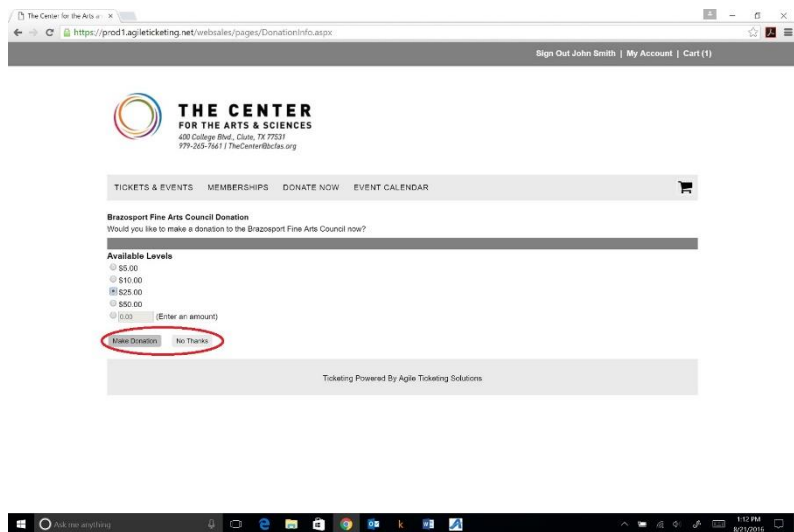 The Center for the Arts a
https://prod1.agileticketing.net/websales/pages/DonationInfo.aspx
Sign Out John Smith | My Account | Cart (1)
THE CENTER
FOR THE ARTS & SCIENCES
400 College Blvd., Clute, TX 77531
979-265-7661 | TheCenter@bcfas.org
TICKETS & EVENTS MEMBERSHIPS DONATE NOW EVENT CALENDAR
Brazosport Fine Arts Council Donation
Would you like to make a donation to the Brazosport Fine Arts Council now?
Available Levels
$5.00
$10.00
$25.00
$50.00
0.00 (Enter an amount)
Make Donation No Thanks
Ticketing Powered By Agile Ticketing Solutions
Ask me anything
1:12 PM
8/21/2016